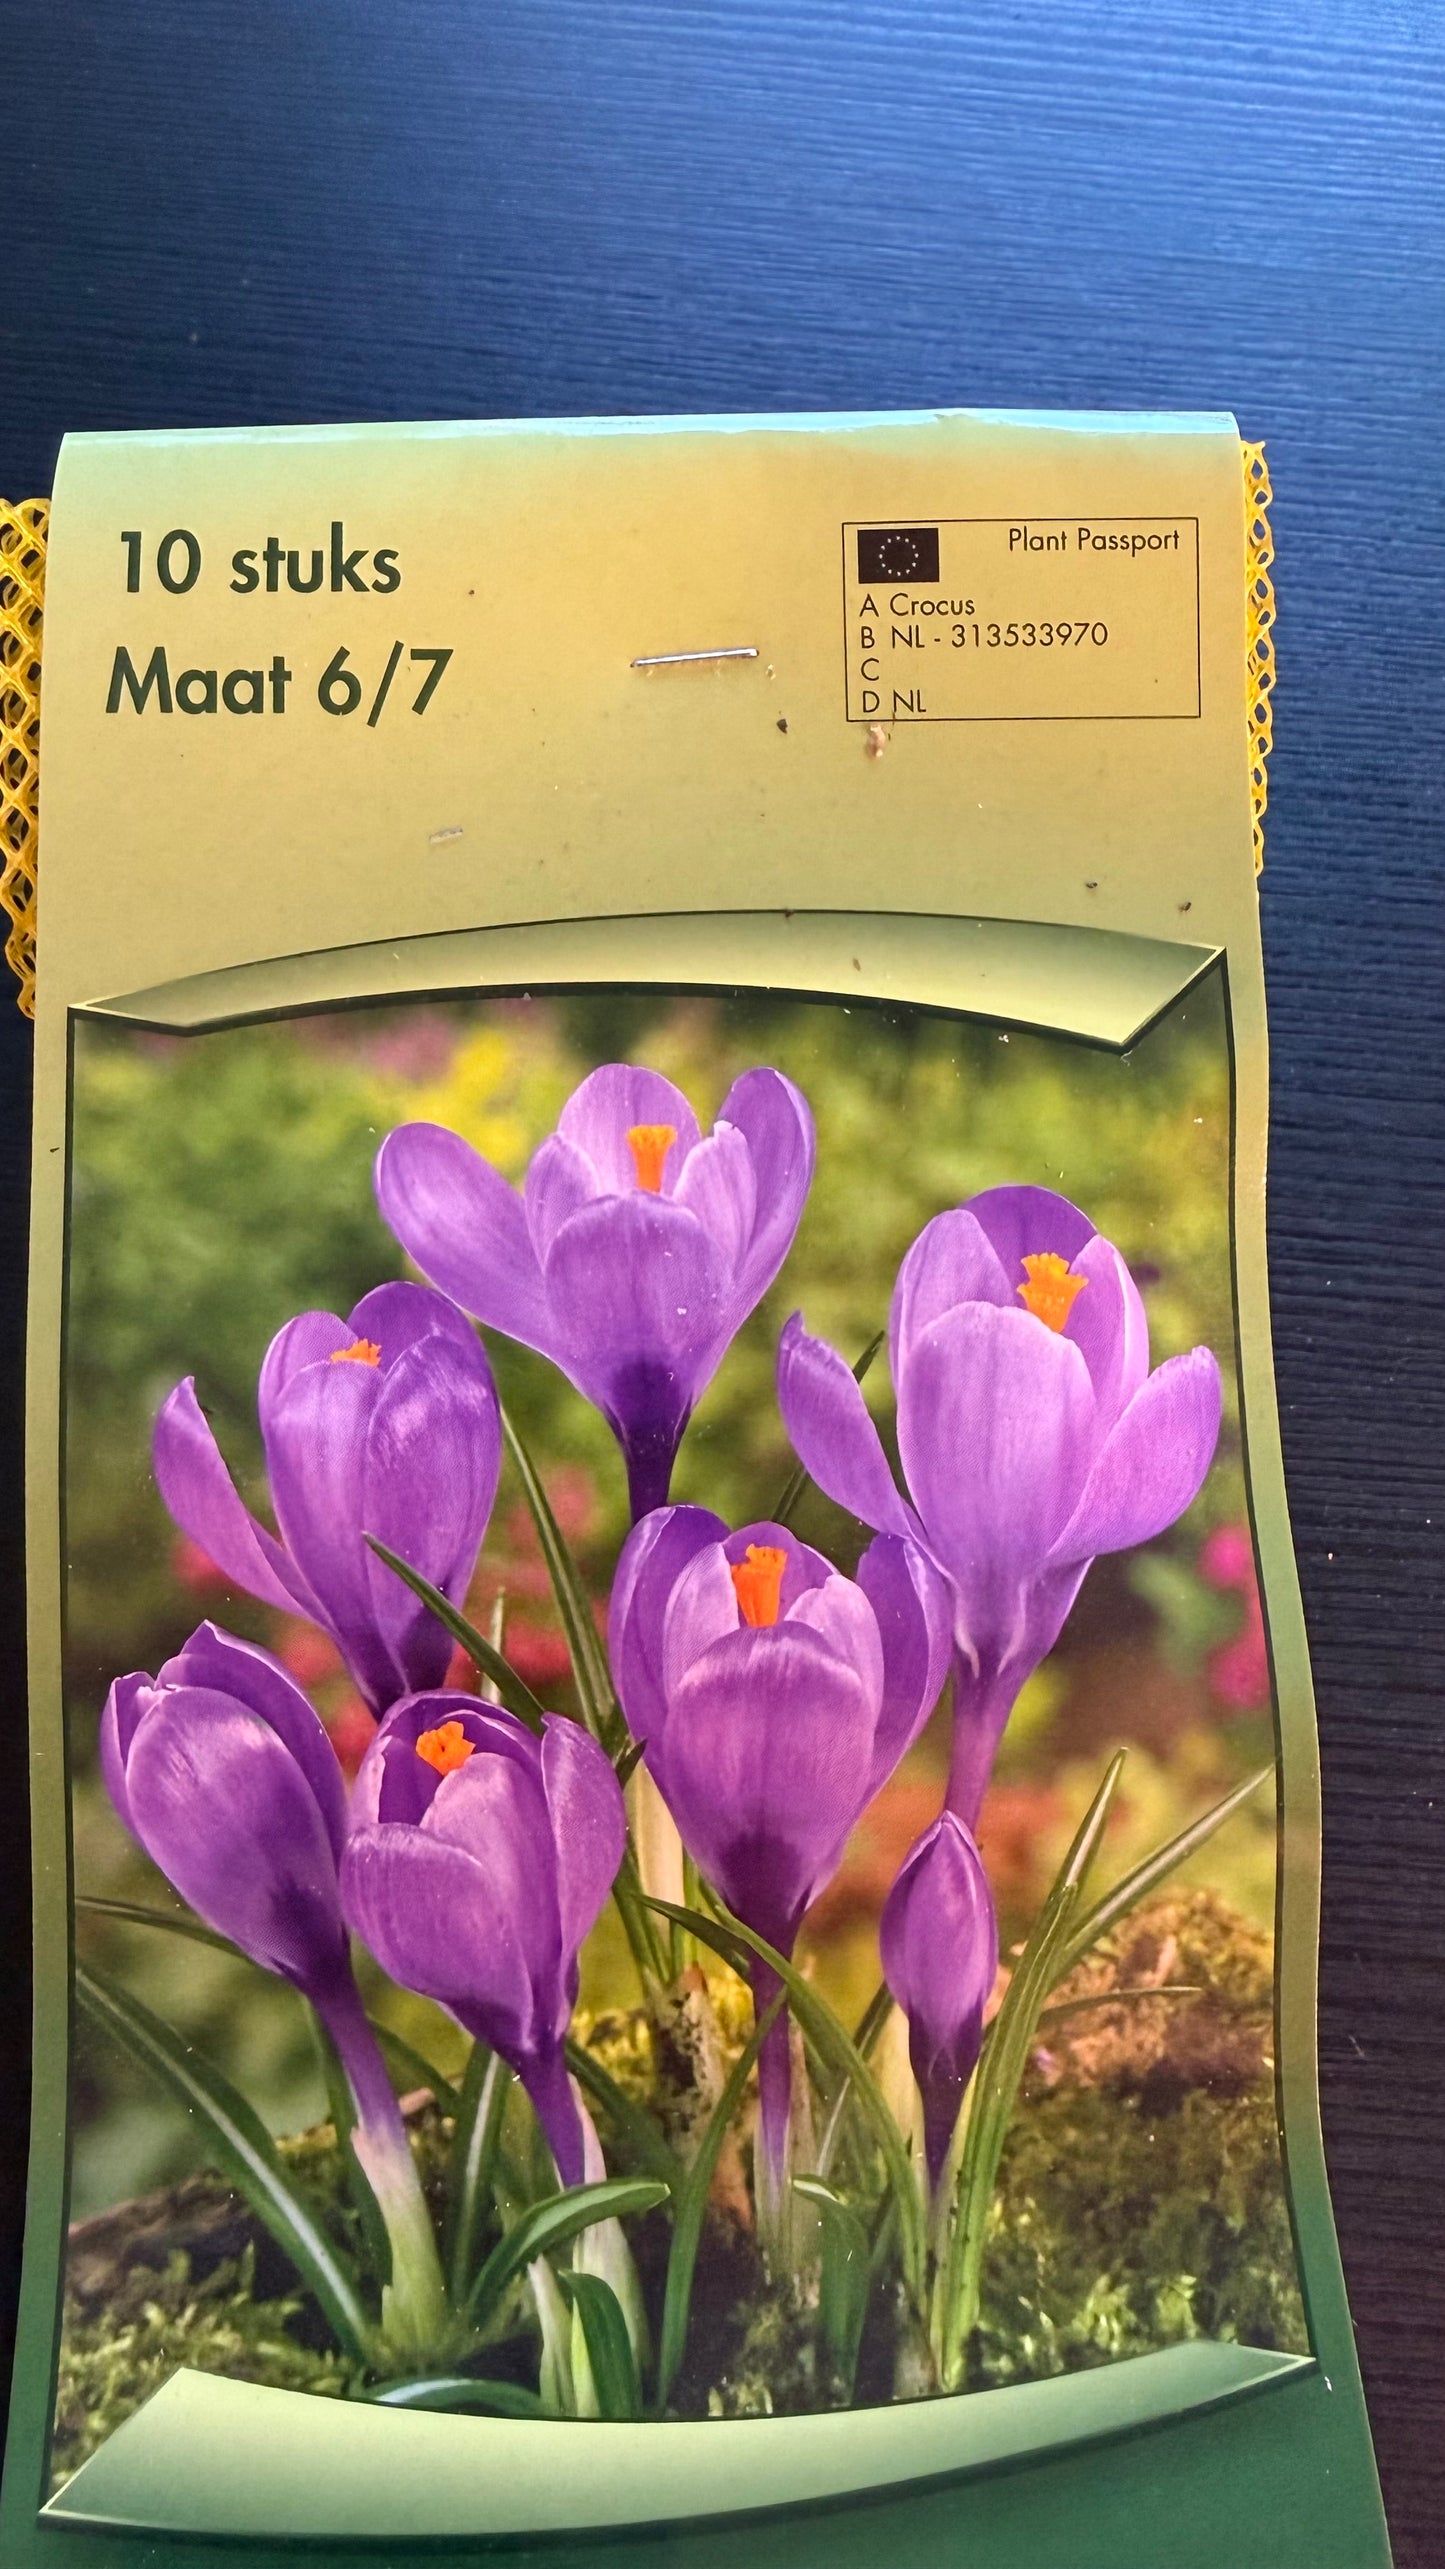 10 stuks
Maat 6/7
Plant Passport
A Crocus
B NL - 313533970
C
D NL